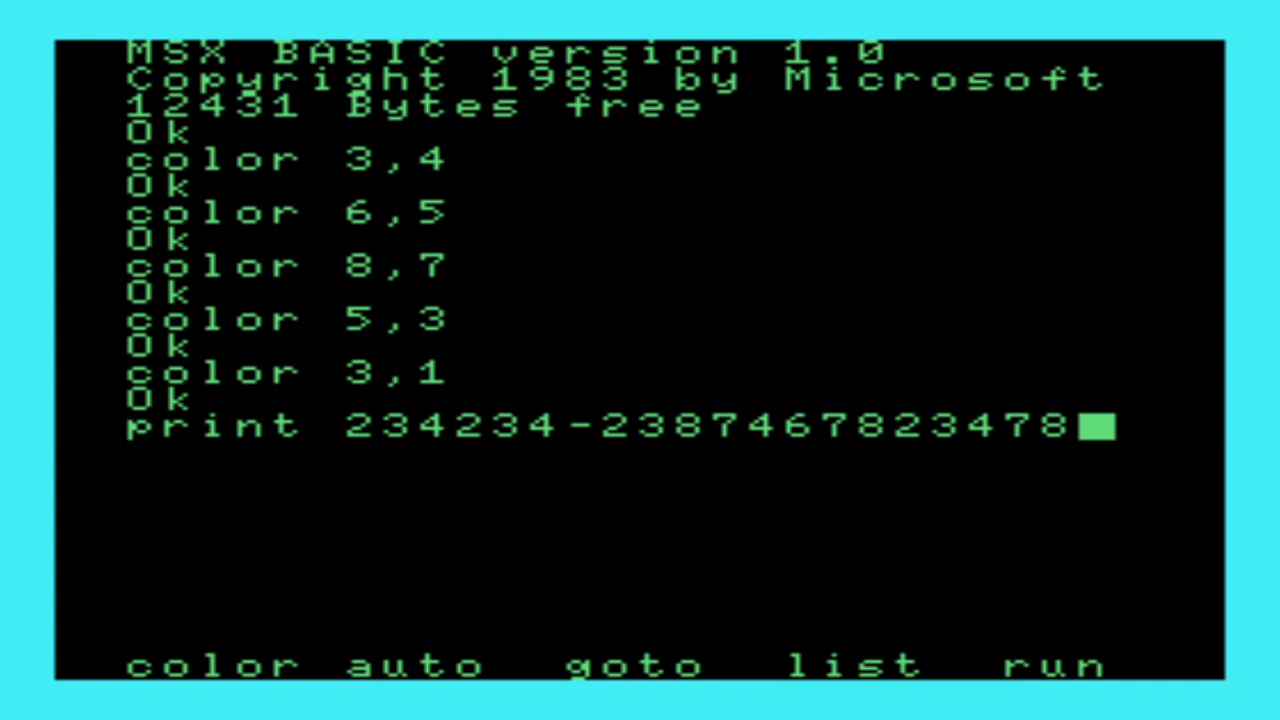 MSX BASIC version 1.0
Copyright 1983 by Microsoft
12431 Bytes free
Ok
color 3,4
Ok
color 6,5
Ok
color 8,7
Ok
color 5,3
Ok
color 3,1
Ok
print 234234-2387467823478
color auto goto list run